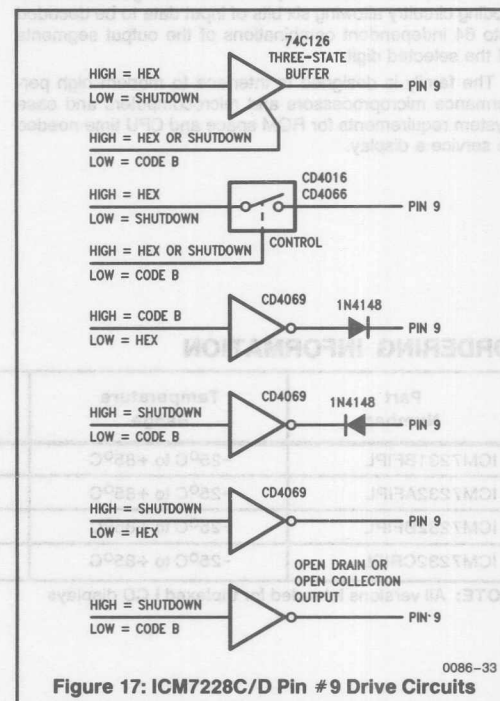 74C126
THREE-STATE
BUFFER
HIGH = HEX
LOW = SHUTDOWN
PIN 9
HIGH = HEX OR SHUTDOWN
LOW = CODE B
CD4016
CD4066
HIGH = HEX
LOW = SHUTDOWN
PIN 9
CONTROL
HIGH = HEX OR SHUTDOWN
LOW = CODE B
CD4069
1N4148
HIGH = CODE B
LOW = HEX
PIN 9
CD4069
1N4148
HIGH = SHUTDOWN
LOW = CODE B
PIN 9
CD4069
HIGH = SHUTDOWN
LOW = HEX
PIN 9
OPEN DRAIN OR
OPEN COLLECTION
OUTPUT
HIGH = SHUTDOWN
LOW = CODE B
PIN 9
0086-33
Figure 17: ICM7228C/D Pin #9 Drive Circuits